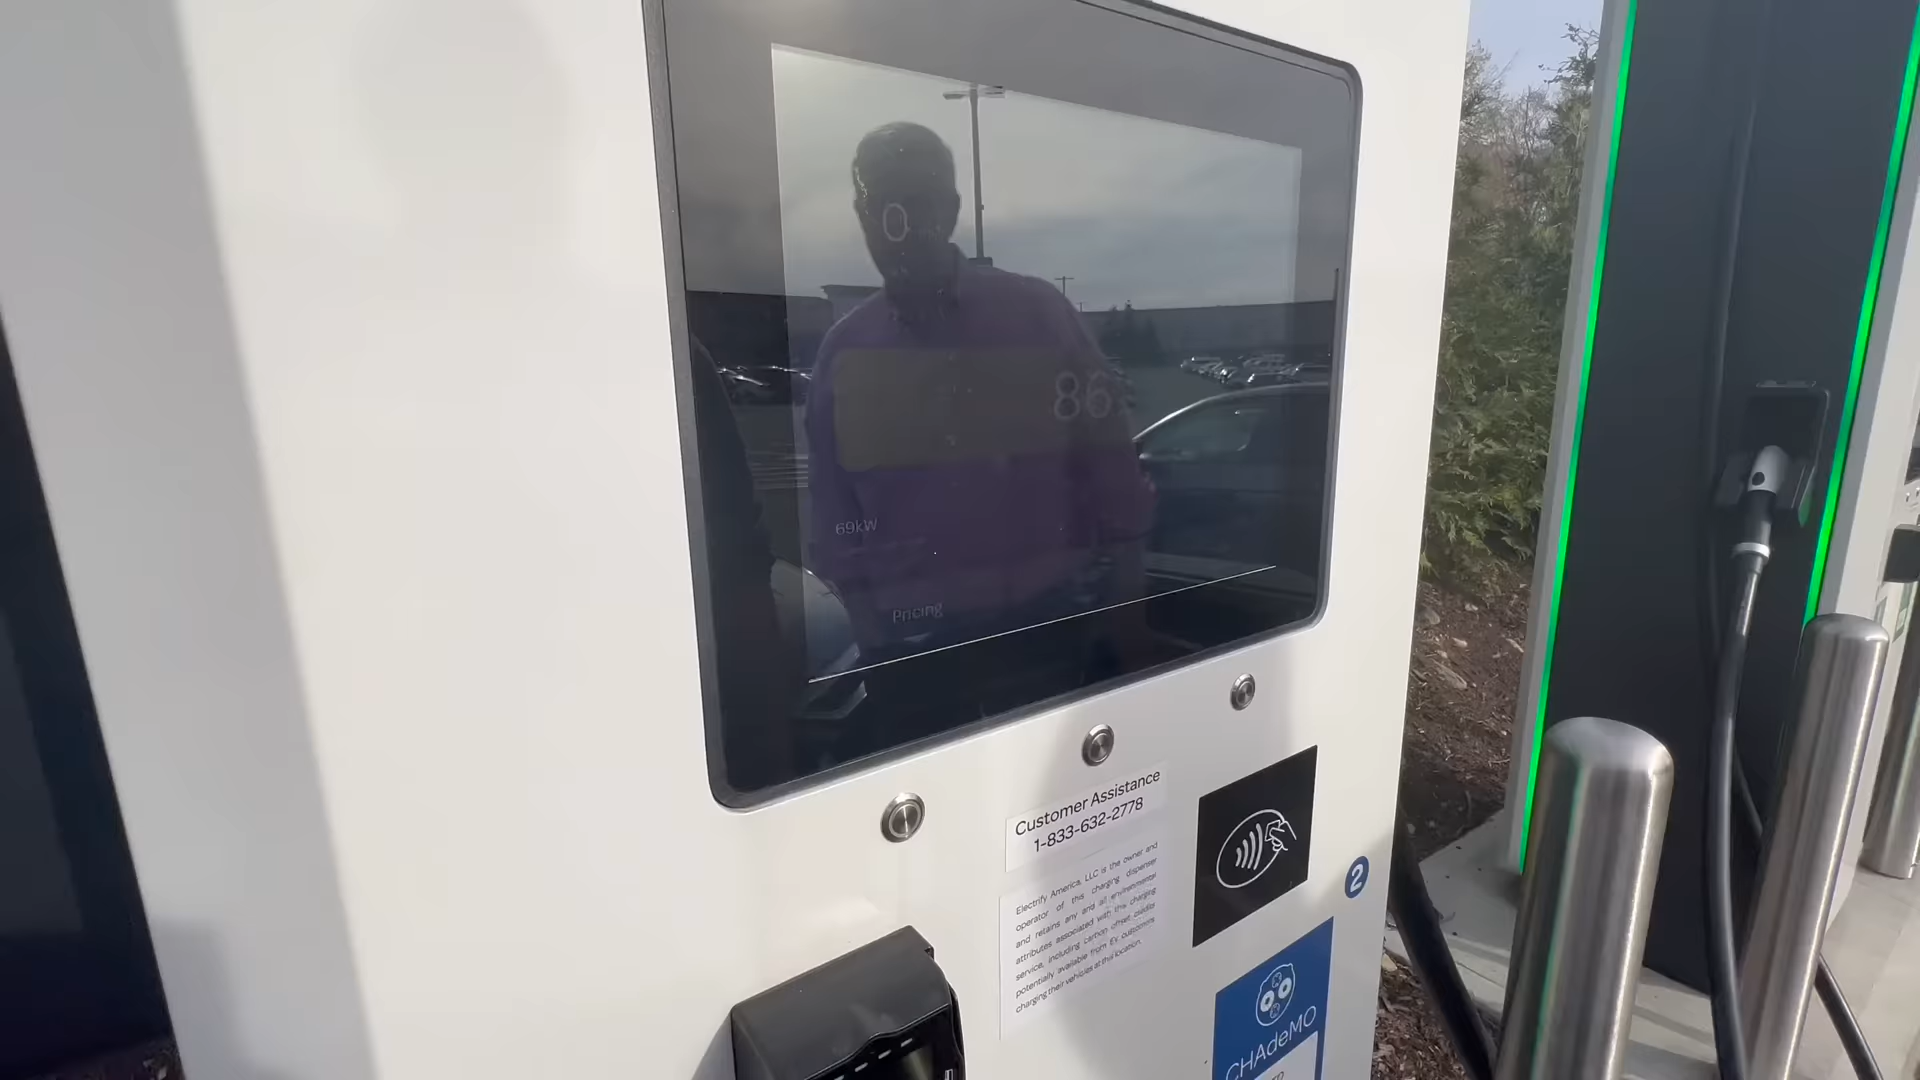 0
86
69kW
Pricing
Customer Assistance
1-833-632-2778
Electrify America, LLC is the owner and
operator of this charging dispenser
and retains any and all environmental
attributes associated with this charging
service, including carbon offset credits
potentially available from EV customers
charging their vehicles at this location.
2
CHAdeMO